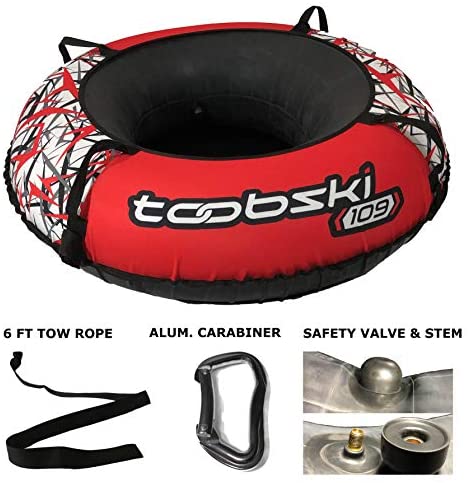 toobski
109
6 FT TOW ROPE
ALUM. CARABINER
SAFETY VALVE & STEM